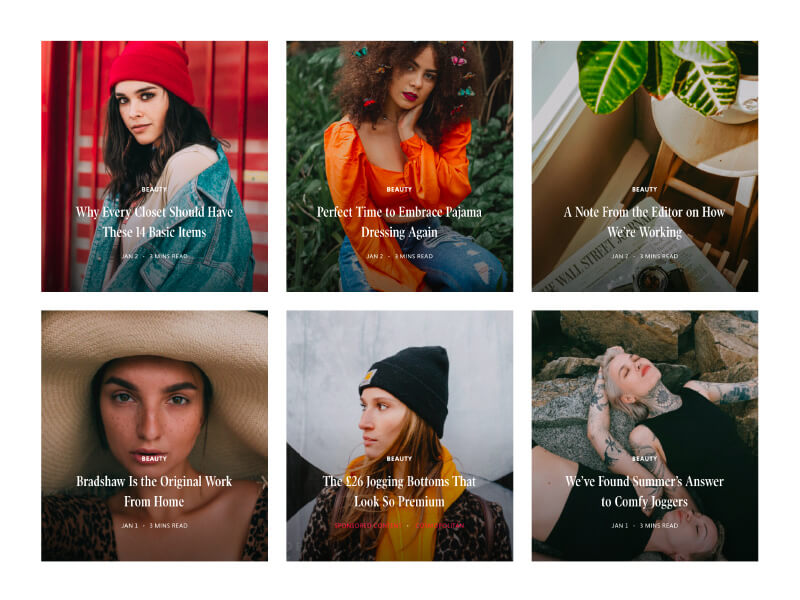 BEAUTY
Why Every Closet Should Have
These 14 Basic Items
JAN 2 • 3 MINS READ
BEAUTY
Perfect Time to Embrace Pajama
Dressing Again
JAN 2 • 3 MINS READ
BEAUTY
A Note From the Editor on How
We're Working
JAN 2 • 3 MINS READ
THE WALL STREET
BEAUTY
Bradshaw Is the Original Work
From Home
JAN 1 • 3 MINS READ
BEAUTY
The £26 Jogging Bottoms That
Look So Premium
SPONSORED
BEAUTY
We've Found Summer's Answer
to Comfy Joggers
JAN 1 • 3 MINS READ